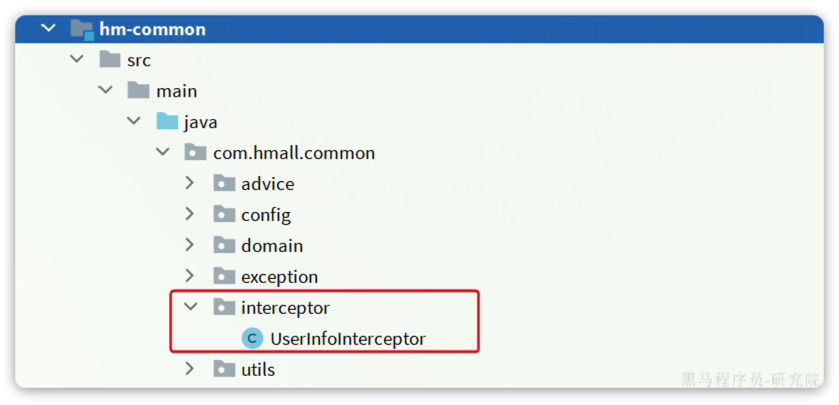 hm-common
src
main
java
com.hmall.common
advice
config
domain
exception
interceptor
C UserInfoInterceptor
utils
黑马程序员-研究院